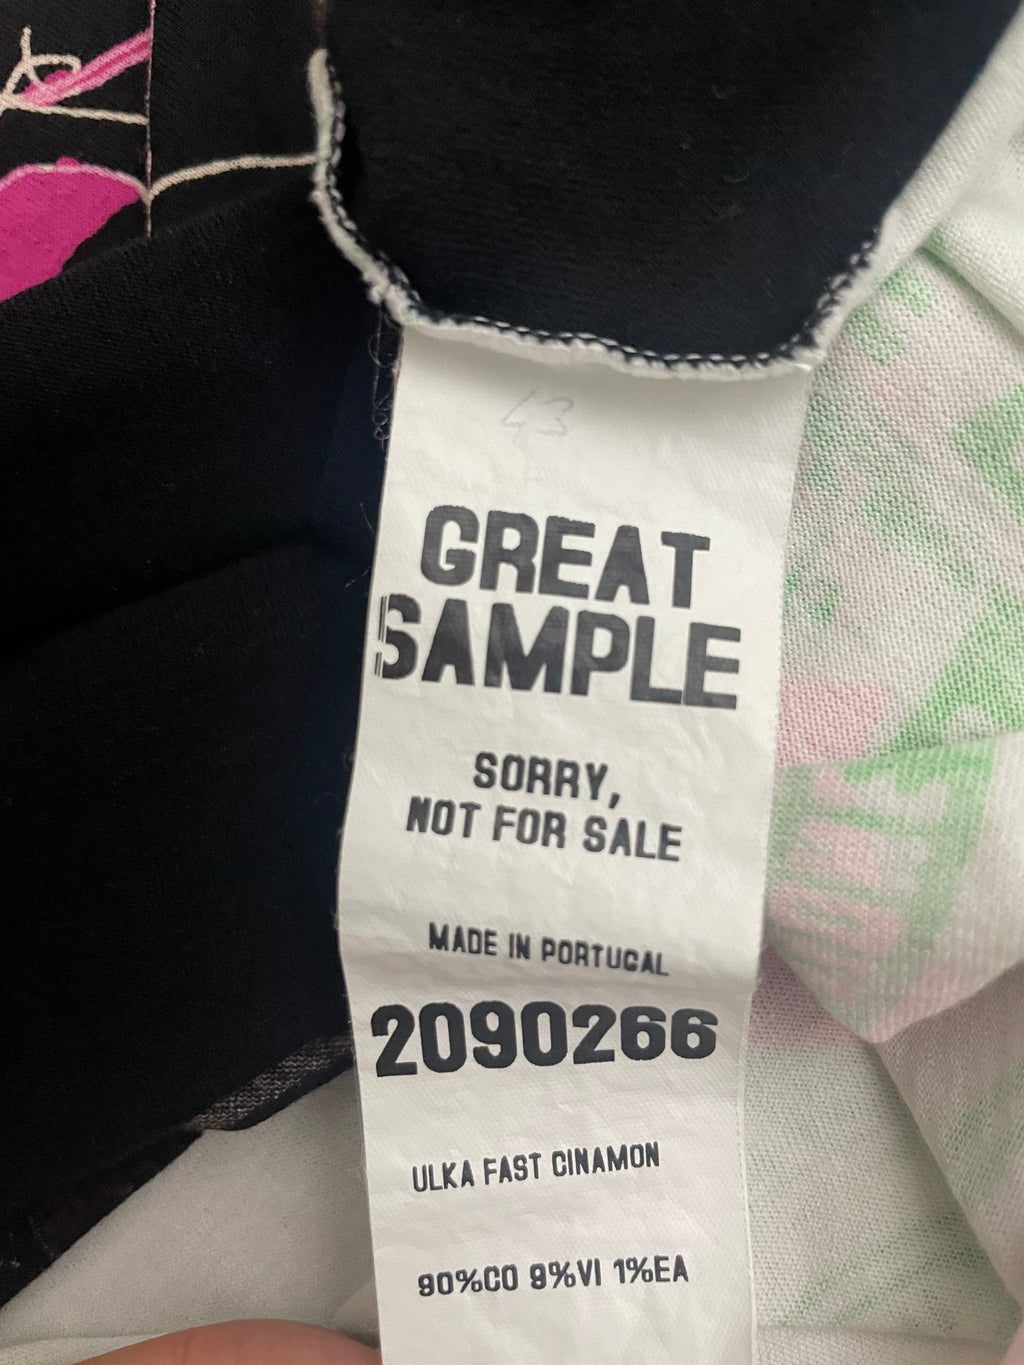 43
GREAT
SAMPLE
SORRY,
NOT FOR SALE
MADE IN PORTUGAL
2090266
ULKA FAST CINAMON
90%CO 9%VI 1%EA